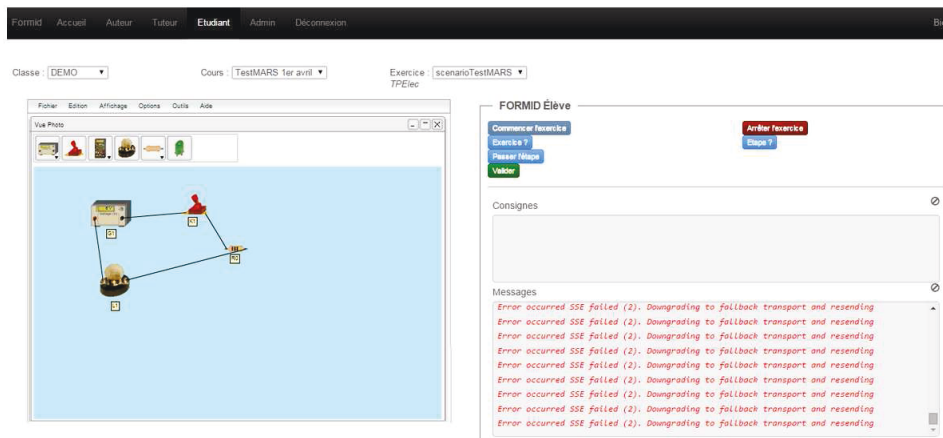 Formid Accueil Auteur Tuteur Etudiant Admin Déconnexion
Classe : DEMO Cours : TestMARS 1er avril Exercice : scenarioTestMARS
TPElec
Fichier Edition Affichage Options Outils Aide
Vue Photo
G1
K1
R2
L1
FORMID Élève
Commencer l'exercice Arrêter l'exercice
Exercice ? Etape ?
Passer l'étape
Valider
Consignes
Messages
Error occurred SSE failed (2). Downgrading to fallback transport and resending
Error occurred SSE failed (2). Downgrading to fallback transport and resending
Error occurred SSE failed (2). Downgrading to fallback transport and resending
Error occurred SSE failed (2). Downgrading to fallback transport and resending
Error occurred SSE failed (2). Downgrading to fallback transport and resending
Error occurred SSE failed (2). Downgrading to fallback transport and resending
Error occurred SSE failed (2). Downgrading to fallback transport and resending
Error occurred SSE failed (2). Downgrading to fallback transport and resending
Error occurred SSE failed (2). Downgrading to fallback transport and resending